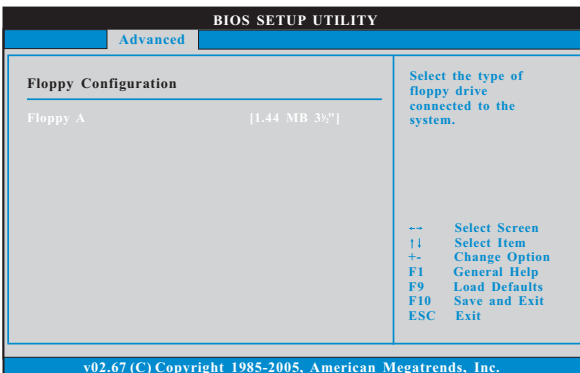 BIOS SETUP UTILITY
Advanced
Floppy Configuration
Floppy A [1.44 MB 3½"]
Select the type of
floppy drive
connected to the
system.
←→ Select Screen
↑↓ Select Item
+- Change Option
F1 General Help
F9 Load Defaults
F10 Save and Exit
ESC Exit
v02.67 (C) Copyright 1985-2005, American Megatrends, Inc.